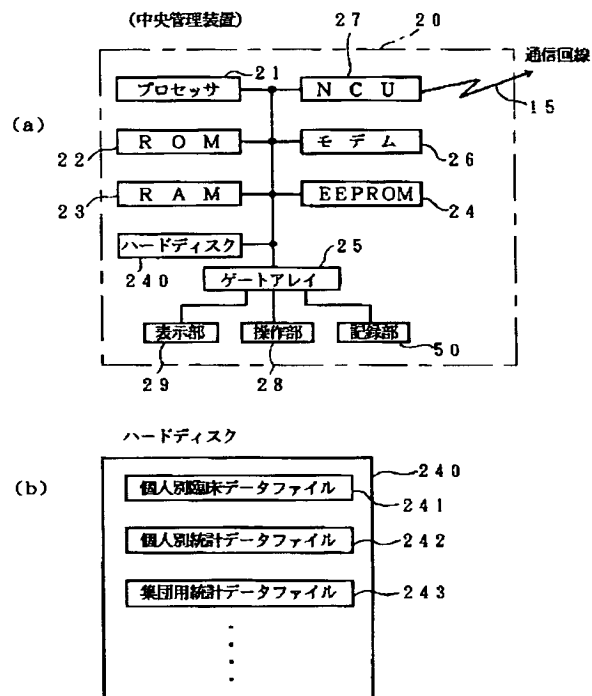 (中央管理装置)
27
20
21
通信回線
プロセッサ
NCU
15
(a)
ROM
モデム
22
26
RAM
EEPROM
23
24
ハードディスク
25
240
ゲートアレイ
表示部
操作部
記録部
29
28
50
ハードディスク
(b)
240
個人別臨床データファイル
241
個人別統計データファイル
242
集団用統計データファイル
243